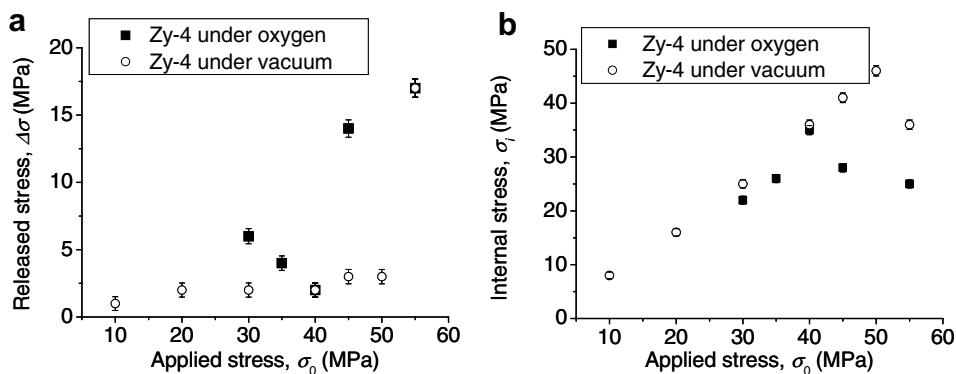 a
Zy-4 under oxygen
Zy-4 under vacuum
20
15
10
5
0
Released stress, Δσ (MPa)
10 20 30 40 50 60
Applied stress, σ₀ (MPa)
b
Zy-4 under oxygen
Zy-4 under vacuum
50
40
30
20
10
0
Internal stress, σᵢ (MPa)
10 20 30 40 50 60
Applied stress, σ₀ (MPa)